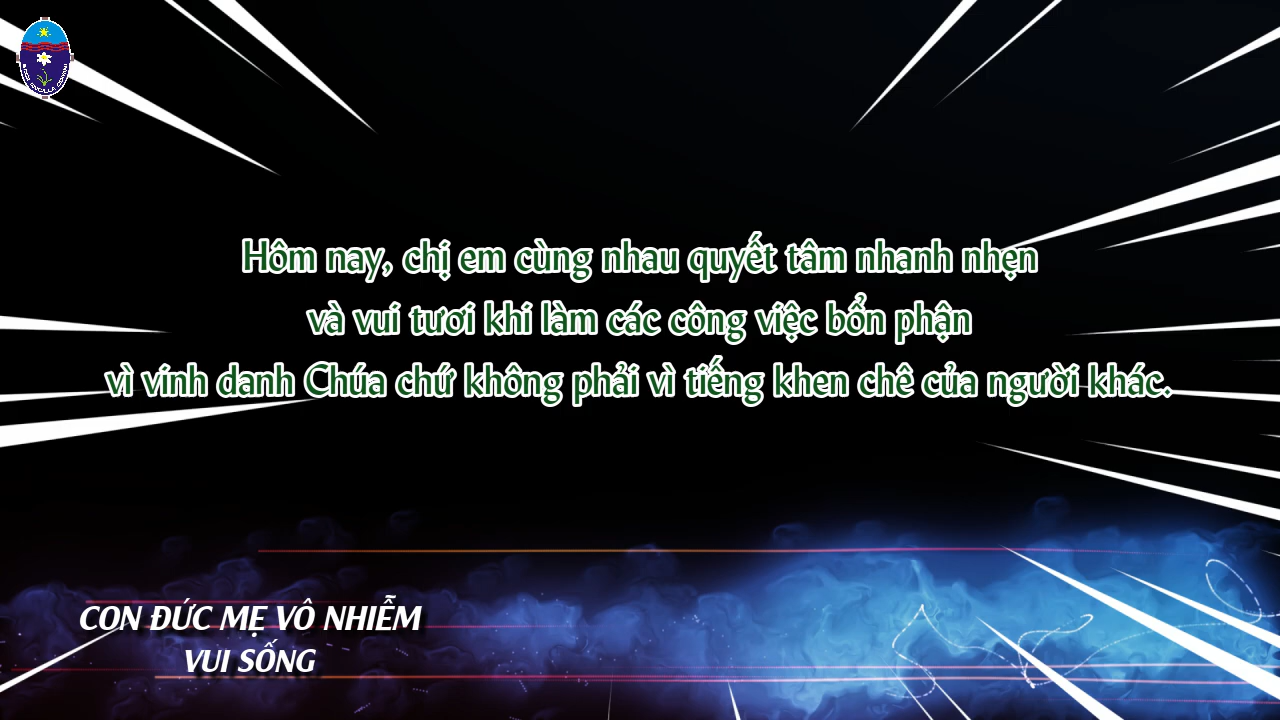 Hôm nay, chị em cùng nhau quyết tâm nhanh nhẹn
và vui tươi khi làm các công việc bổn phận
vì vinh danh Chúa chứ không phải vì tiếng khen chê của người khác.
CON ĐỨC MẸ VÔ NHIỄM
VUI SỐNG